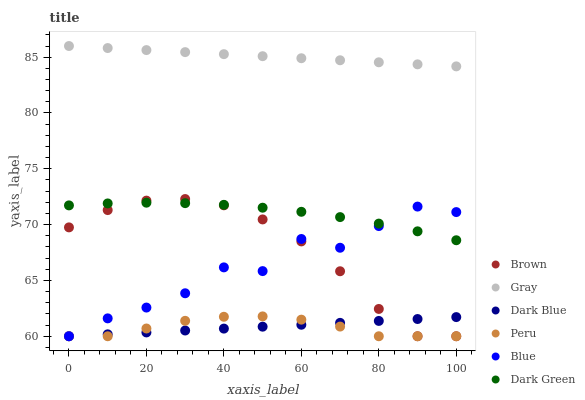 title
yaxis_label
85
80
75
70
65
60
0
20
40
60
80
100
xaxis_label
Brown
Gray
Dark Blue
Peru
Blue
Dark Green